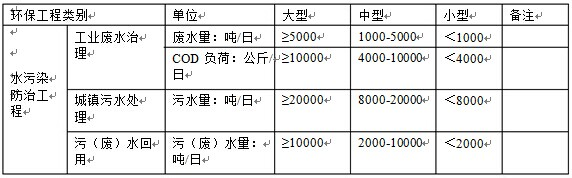 环保工程类别 单位 大型 中型 小型 备注
水污染防治工程 工业废水治理 废水量：吨/日 ≥5000 1000-5000 ＜1000
COD 负荷：公斤/日 ≥10000 4000-10000 ＜4000
城镇污水处理 污水量：吨/日 ≥20000 8000-20000 ＜8000
污（废）水回用 污（废）水量：吨/日 ≥10000 2000-10000 ＜2000